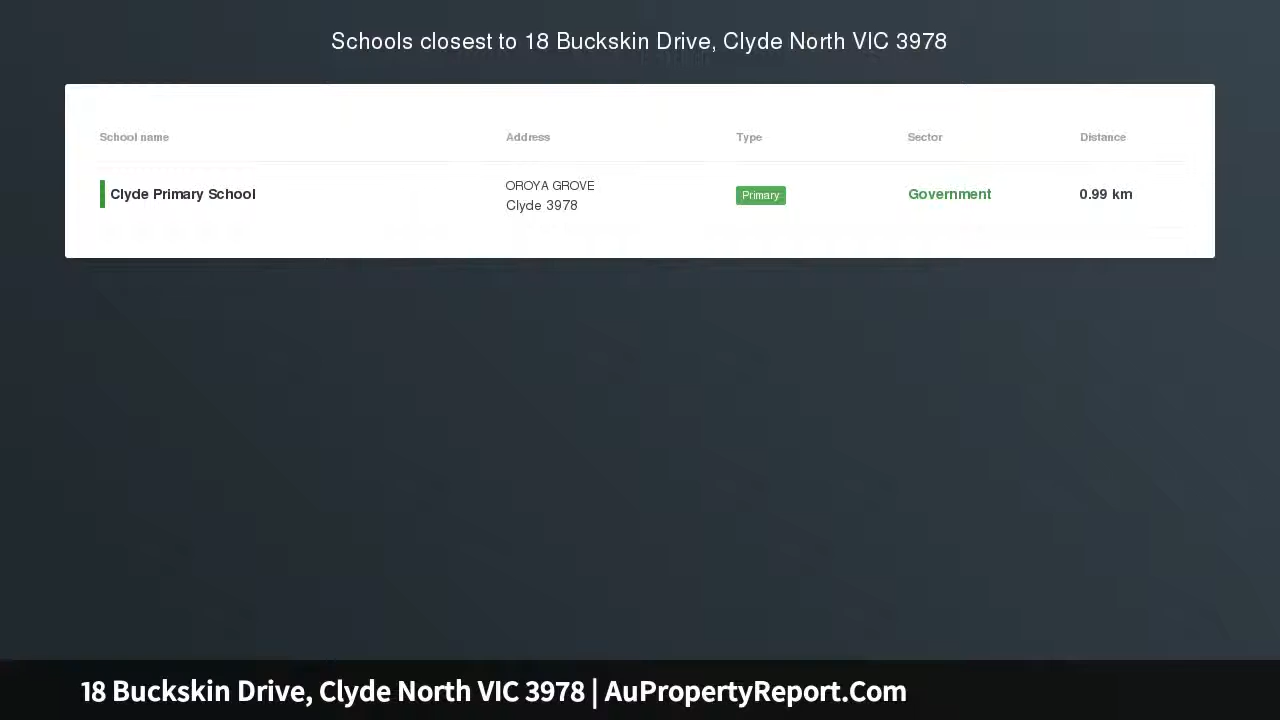 Schools closest to 18 Buckskin Drive, Clyde North VIC 3978
School name Address Type Sector Distance
Clyde Primary School OROYA GROVE Primary Government 0.99 km
Clyde 3978
18 Buckskin Drive, Clyde North VIC 3978 | AuPropertyReport.Com